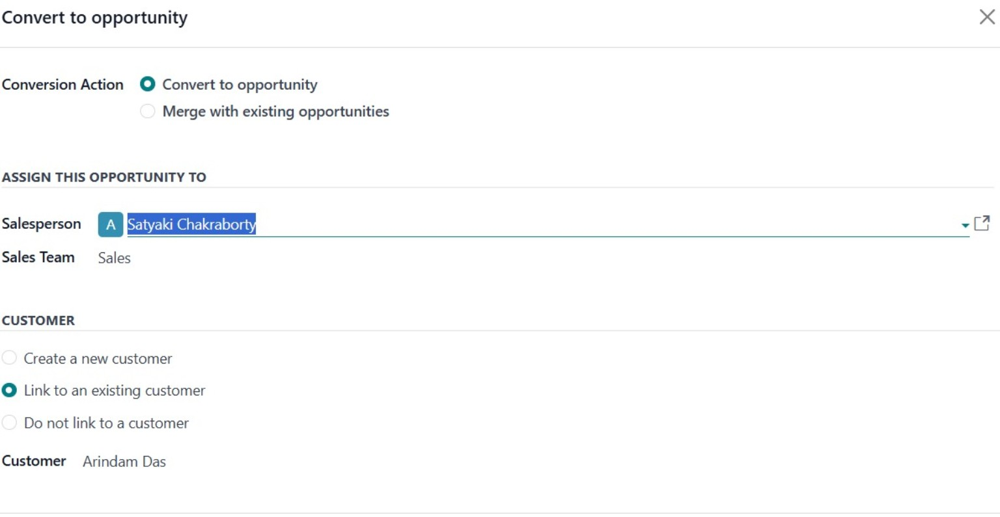 Convert to opportunity
Conversion Action Convert to opportunity
Merge with existing opportunities
ASSIGN THIS OPPORTUNITY TO
Salesperson A Satyaki Chakraborty
Sales Team Sales
CUSTOMER
Create a new customer
Link to an existing customer
Do not link to a customer
Customer Arindam Das